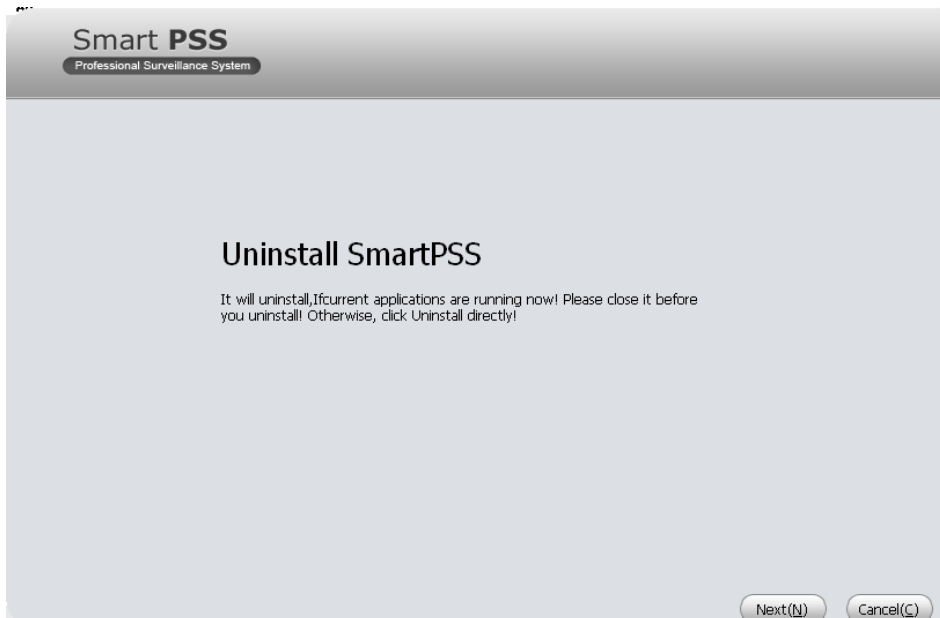 Smart PSS
Professional Surveillance System
Uninstall SmartPSS
It will uninstall,Ifcurrent applications are running now! Please close it before
you uninstall! Otherwise, click Uninstall directly!
Next(N)
Cancel(C)